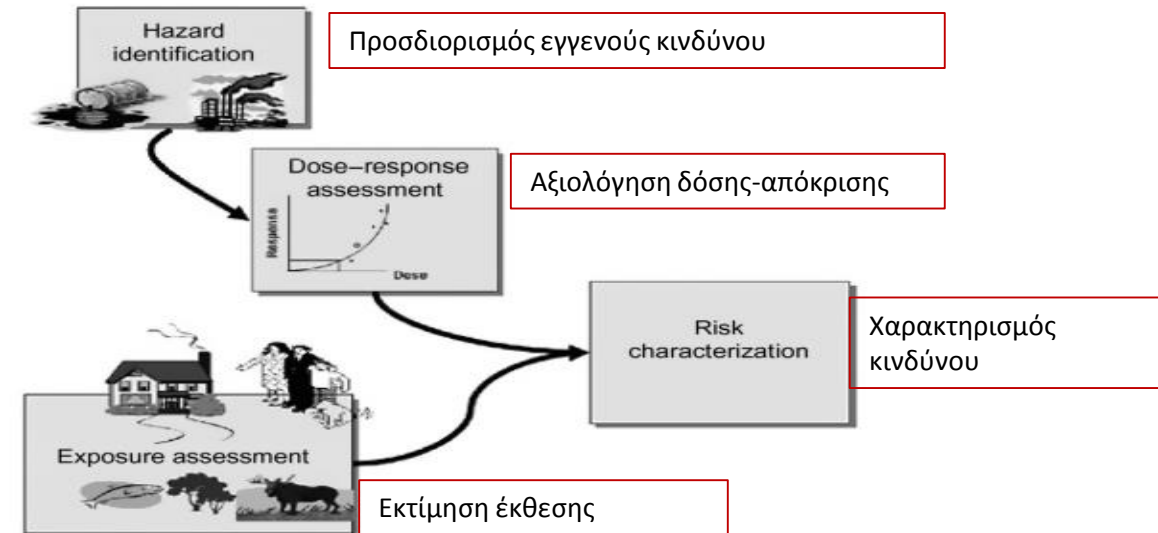 Hazard
identification
Προσδιορισμός εγγενούς κινδύνου
Dose–response
assessment
Response
Dose
Αξιολόγηση δόσης-απόκρισης
Risk
characterization
Χαρακτηρισμός
κινδύνου
Exposure assessment
Εκτίμηση έκθεσης